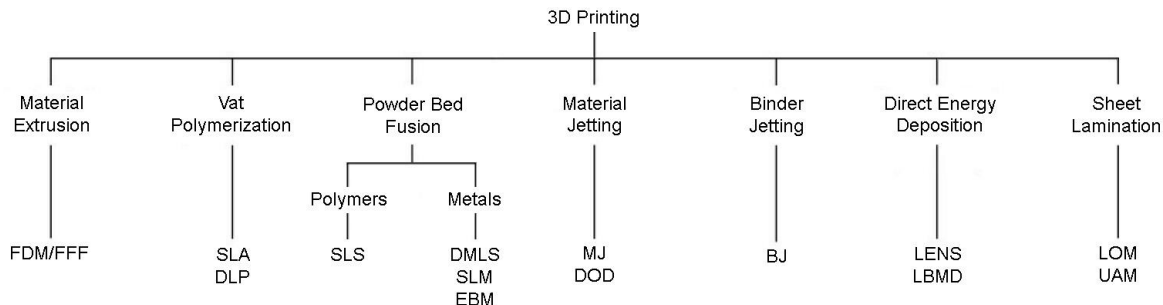 3D Printing
Material
Extrusion
Vat
Polymerization
Powder Bed
Fusion
Material
Jetting
Binder
Jetting
Direct Energy
Deposition
Sheet
Lamination
Polymers
Metals
FDM/FFF
SLA
DLP
SLS
DMLS
SLM
EBM
MJ
DOD
BJ
LENS
LBMD
LOM
UAM